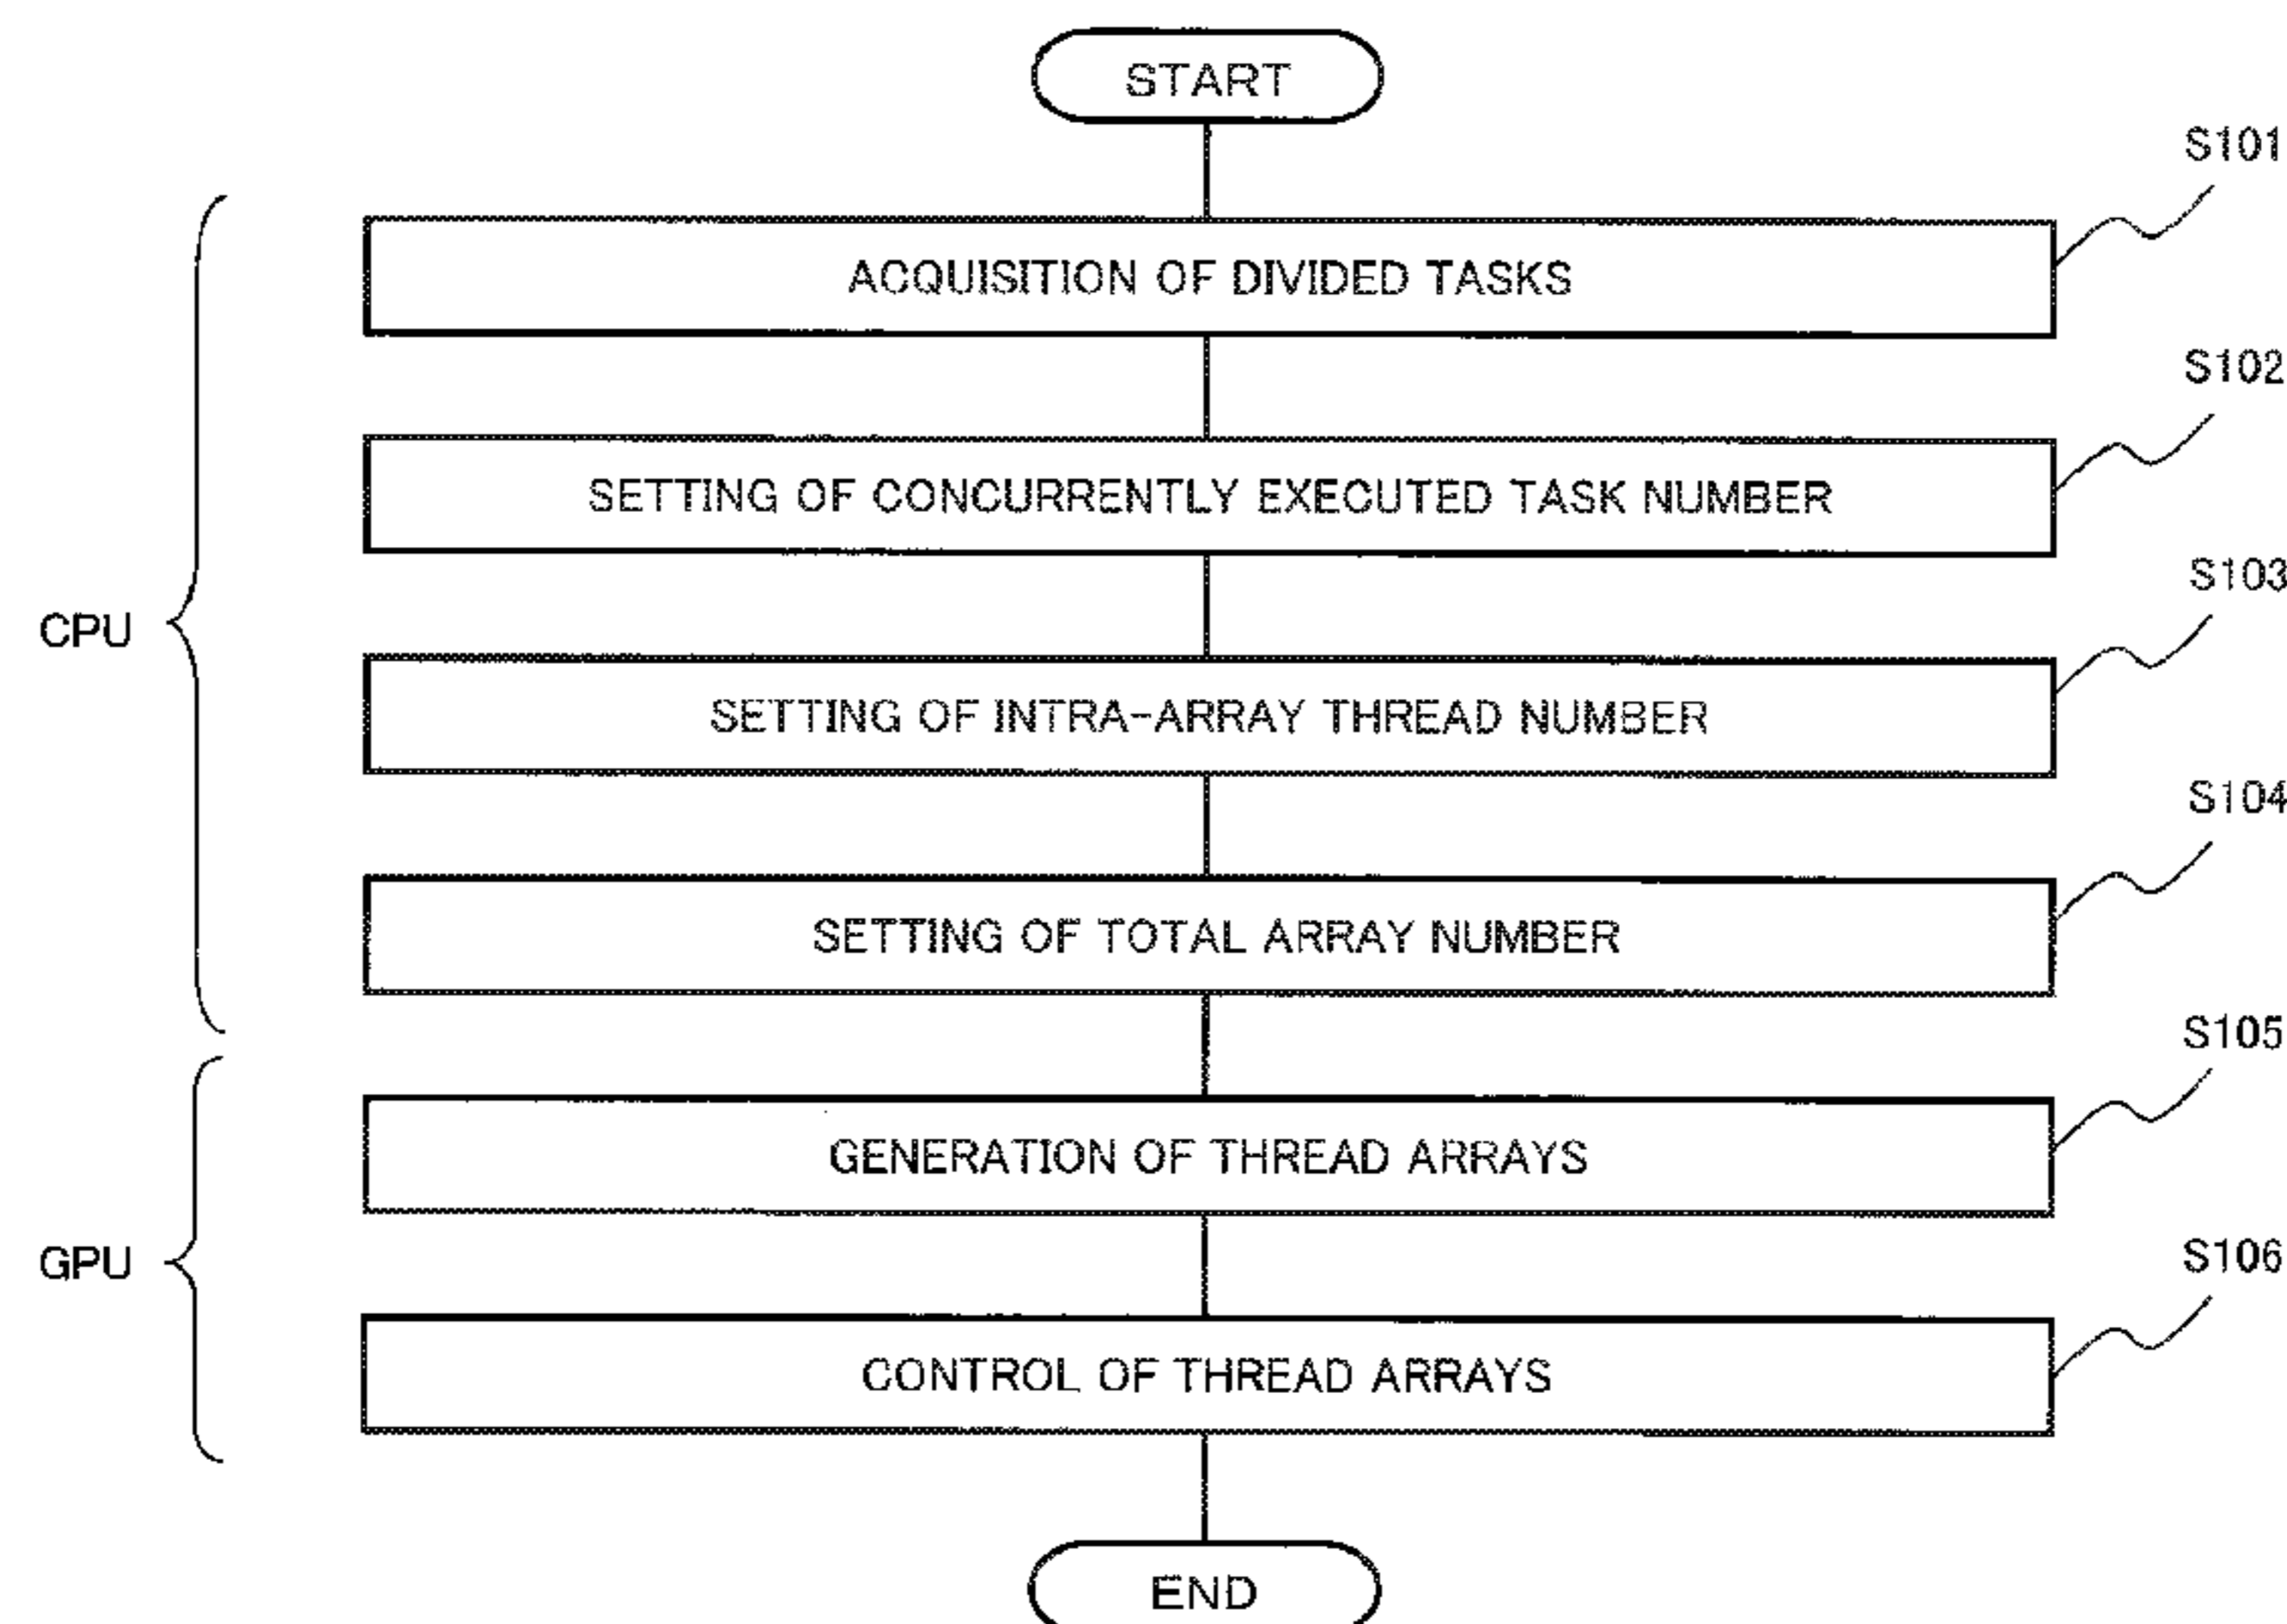 START
S101
ACQUISITION OF DIVIDED TASKS
S102
SETTING OF CONCURRENTLY EXECUTED TASK NUMBER
S103
CPU
SETTING OF INTRA-ARRAY THREAD NUMBER
S104
SETTING OF TOTAL ARRAY NUMBER
S105
GENERATION OF THREAD ARRAYS
GPU
S106
CONTROL OF THREAD ARRAYS
END